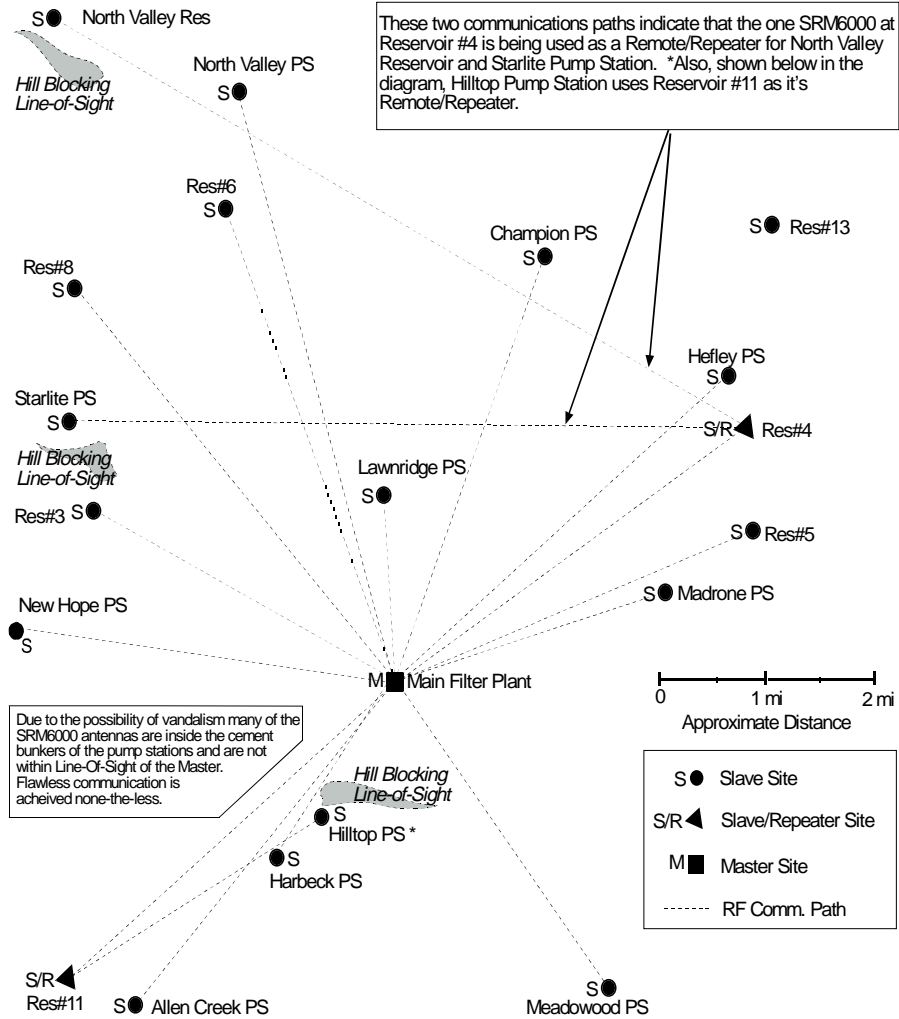 S North Valley Res
These two communications paths indicate that the one SRM6000 at
Reservoir #4 is being used as a Remote/Repeater for North Valley
Reservoir and Starlite Pump Station. *Also, shown below in the
diagram, Hilltop Pump Station uses Reservoir #11 as it's
Remote/Repeater.
Hill Blocking
Line-of-Sight
North Valley PS
S
Res#6
S
Champion PS
S
S Res#13
Res#8
S
Hefley PS
S
Starlite PS
S
S/R Res#4
Hill Blocking
Line-of-Sight
Lawnridge PS
S
Res#3 S
S Res#5
S Madrone PS
New Hope PS
S
M Main Filter Plant
0 1 mi 2 mi
Approximate Distance
Due to the possibility of vandalism many of the
SRM6000 antennas are inside the cement
bunkers of the pump stations and are not
within Line-Of-Sight of the Master.
Flawless communication is
acheived none-the-less.
Hill Blocking
Line-of-Sight
S
Hilltop PS *
S
Harbeck PS
S Slave Site
S/R Slave/Repeater Site
M Master Site
RF Comm. Path
S/R
Res#11
S Allen Creek PS
S
Meadowood PS